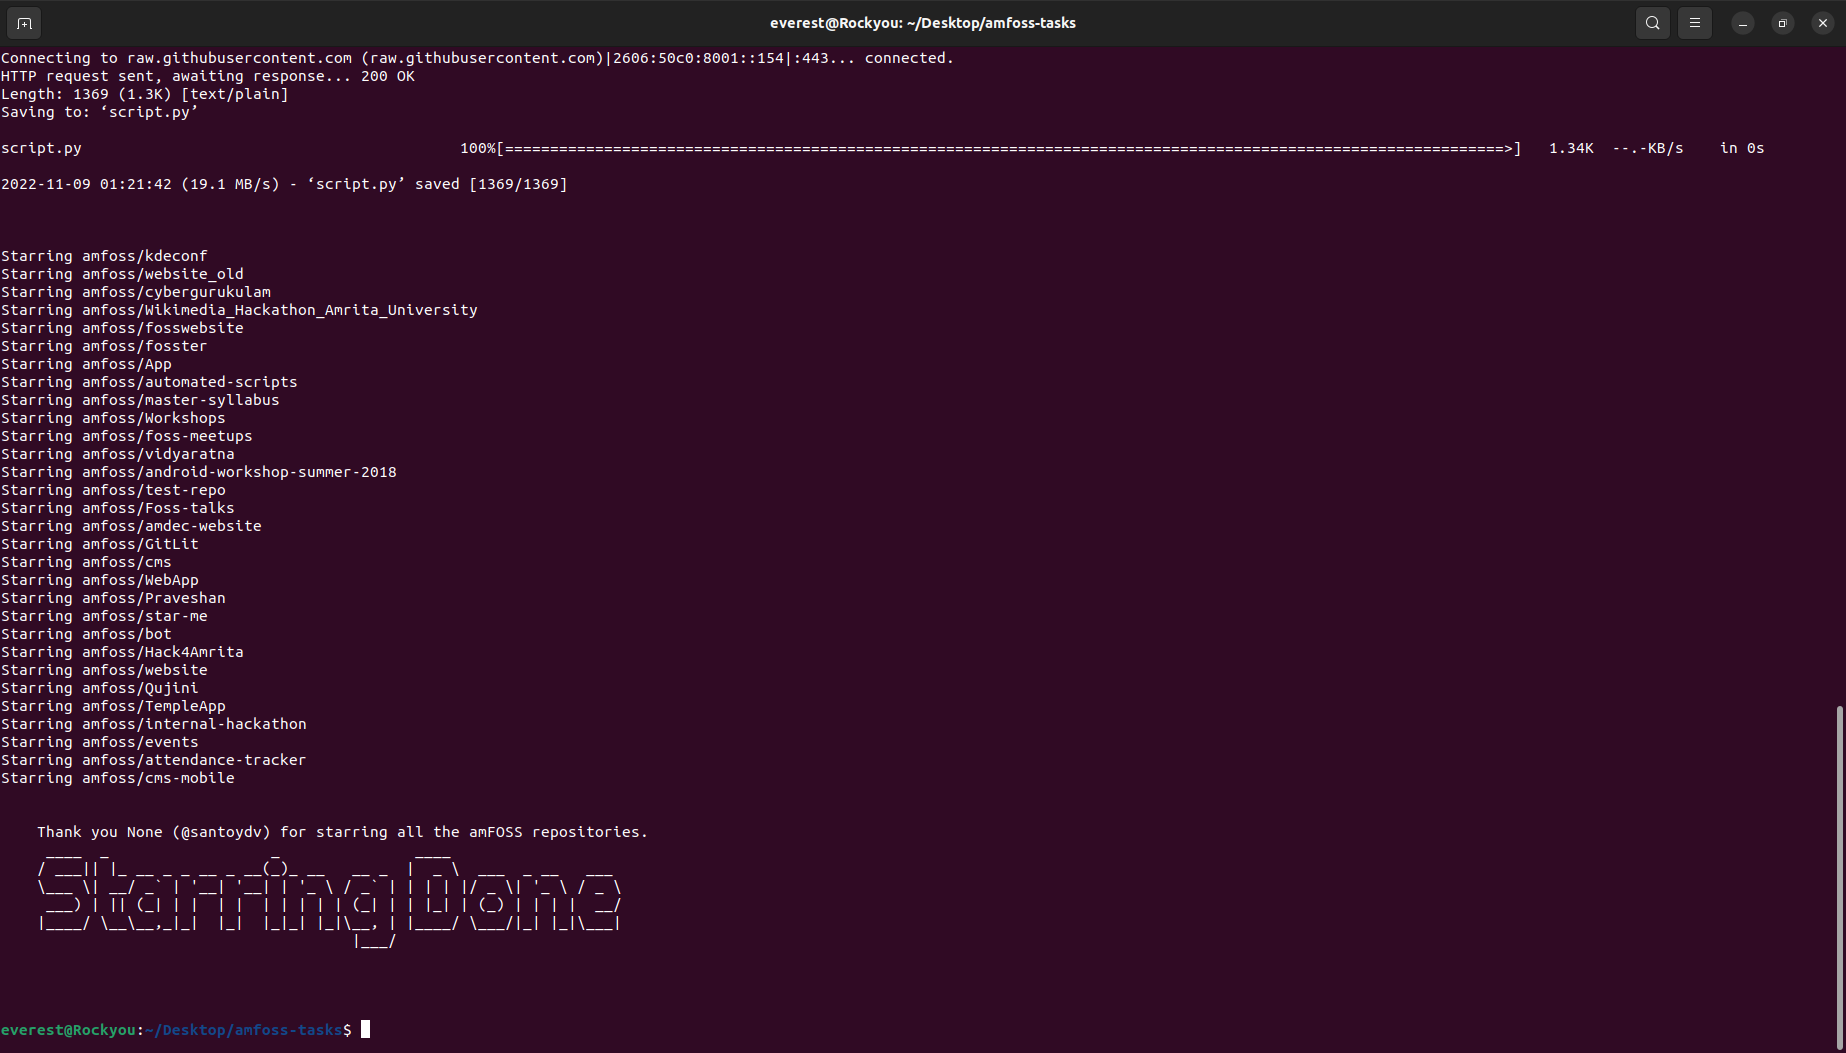 everest@Rockyou: ~/Desktop/amfoss-tasks
Connecting to raw.githubusercontent.com (raw.githubusercontent.com)|2606:50c0:8001::154|:443... connected.
HTTP request sent, awaiting response... 200 OK
Length: 1369 (1.3K) [text/plain]
Saving to: ‘script.py’
script.py 100%[===============================================================================================================>] 1.34K --.-KB/s in 0s
2022-11-09 01:21:42 (19.1 MB/s) - ‘script.py’ saved [1369/1369]
Starring amfoss/kdeconf
Starring amfoss/website_old
Starring amfoss/cybergurukulam
Starring amfoss/Wikimedia_Hackathon_Amrita_University
Starring amfoss/fosswebsite
Starring amfoss/fosster
Starring amfoss/App
Starring amfoss/automated-scripts
Starring amfoss/master-syllabus
Starring amfoss/Workshops
Starring amfoss/foss-meetups
Starring amfoss/vidyaratna
Starring amfoss/android-workshop-summer-2018
Starring amfoss/test-repo
Starring amfoss/Foss-talks
Starring amfoss/amdec-website
Starring amfoss/GitLit
Starring amfoss/cms
Starring amfoss/WebApp
Starring amfoss/Praveshan
Starring amfoss/star-me
Starring amfoss/bot
Starring amfoss/Hack4Amrita
Starring amfoss/website
Starring amfoss/Qujini
Starring amfoss/TempleApp
Starring amfoss/internal-hackathon
Starring amfoss/events
Starring amfoss/attendance-tracker
Starring amfoss/cms-mobile
Thank you None (@santoydv) for starring all the amFOSS repositories.
StarringDone
everest@Rockyou:~/Desktop/amfoss-tasks$